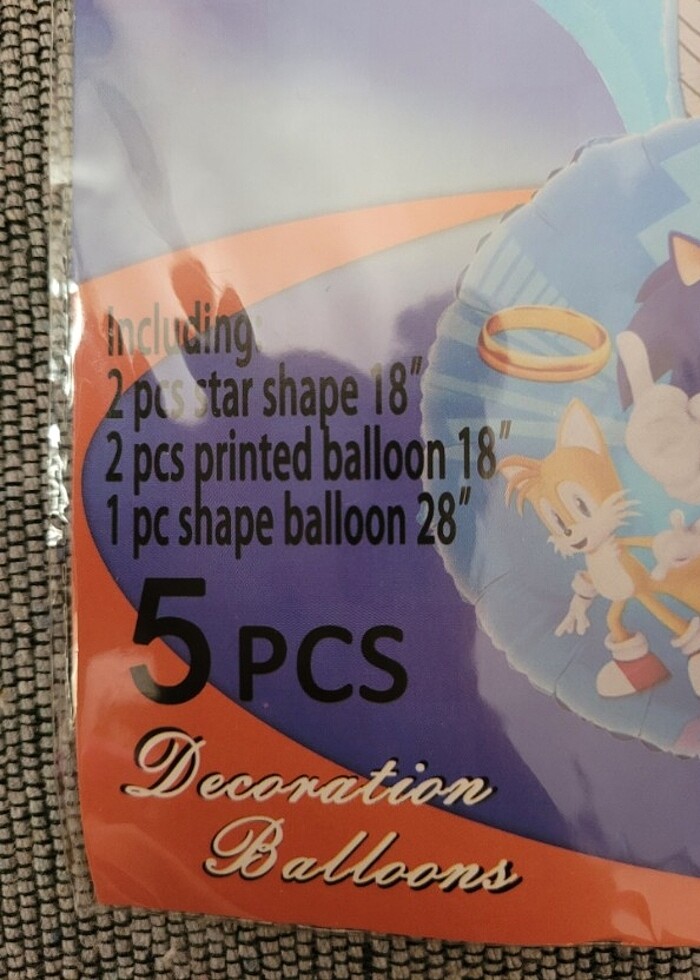 Including:
2 pcs star shape 18"
2 pcs printed balloon 18"
1 pc shape balloon 28"
5 PCS
Decoration
Balloons